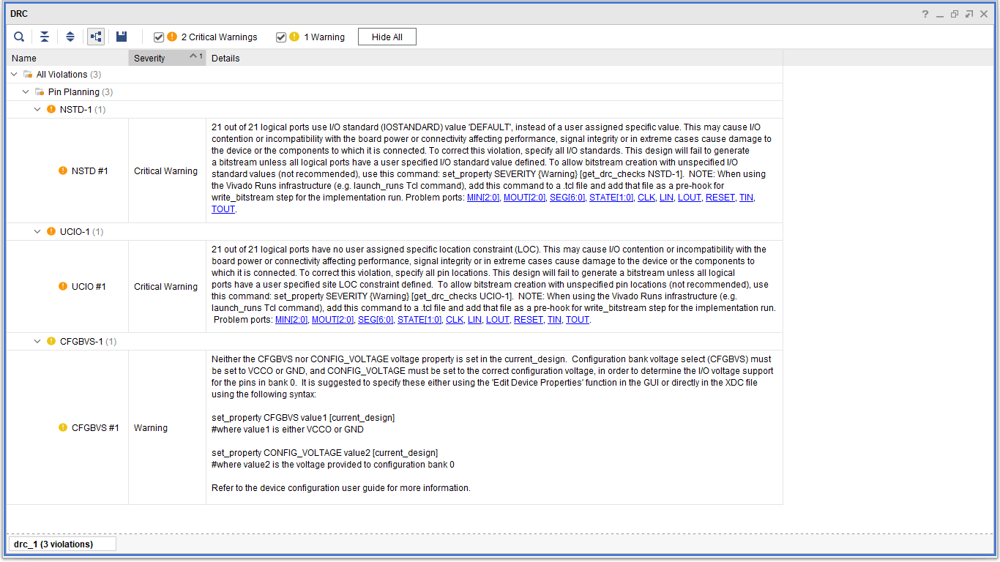 DRC
2 Critical Warnings
1 Warning
Hide All
Name
Severity
1
Details
All Violations (3)
Pin Planning (3)
NSTD-1 (1)
NSTD #1
Critical Warning
21 out of 21 logical ports use I/O standard (IOSTANDARD) value 'DEFAULT', instead of a user assigned specific value. This may cause I/O
contention or incompatibility with the board power or connectivity affecting performance, signal integrity or in extreme cases cause damage to
the device or the components to which it is connected. To correct this violation, specify all I/O standards. This design will fail to generate
a bitstream unless all logical ports have a user specified I/O standard value defined. To allow bitstream creation with unspecified I/O
standard values (not recommended), use this command: set_property SEVERITY {Warning} [get_drc_checks NSTD-1].  NOTE: When using
the Vivado Runs infrastructure (e.g. launch_runs Tcl command), add this command to a .tcl file and add that file as a pre-hook for
write_bitstream step for the implementation run. Problem ports: MIN[2:0], MOUT[2:0], SEG[6:0], STATE[1:0], CLK, LIN, LOUT, RESET, TIN,
TOUT.
UCIO-1 (1)
UCIO #1
Critical Warning
21 out of 21 logical ports have no user assigned specific location constraint (LOC). This may cause I/O contention or incompatibility with the
board power or connectivity affecting performance, signal integrity or in extreme cases cause damage to the device or the components to
which it is connected. To correct this violation, specify all pin locations. This design will fail to generate a bitstream unless all logical
ports have a user specified site LOC constraint defined.  To allow bitstream creation with unspecified pin locations (not recommended), use
this command: set_property SEVERITY {Warning} [get_drc_checks UCIO-1].  NOTE: When using the Vivado Runs infrastructure (e.g.
launch_runs Tcl command), add this command to a .tcl file and add that file as a pre-hook for write_bitstream step for the implementation run.
Problem ports: MIN[2:0], MOUT[2:0], SEG[6:0], STATE[1:0], CLK, LIN, LOUT, RESET, TIN, TOUT.
CFGBVS-1 (1)
CFGBVS #1
Warning
Neither the CFGBVS nor CONFIG_VOLTAGE voltage property is set in the current_design.  Configuration bank voltage select (CFGBVS) must
be set to VCCO or GND, and CONFIG_VOLTAGE must be set to the correct configuration voltage, in order to determine the I/O voltage support
for the pins in bank 0.  It is suggested to specify these either using the 'Edit Device Properties' function in the GUI or directly in the XDC file
using the following syntax:
set_property CFGBVS value1 [current_design]
#where value1 is either VCCO or GND
set_property CONFIG_VOLTAGE value2 [current_design]
#where value2 is the voltage provided to configuration bank 0
Refer to the device configuration user guide for more information.
drc_1 (3 violations)